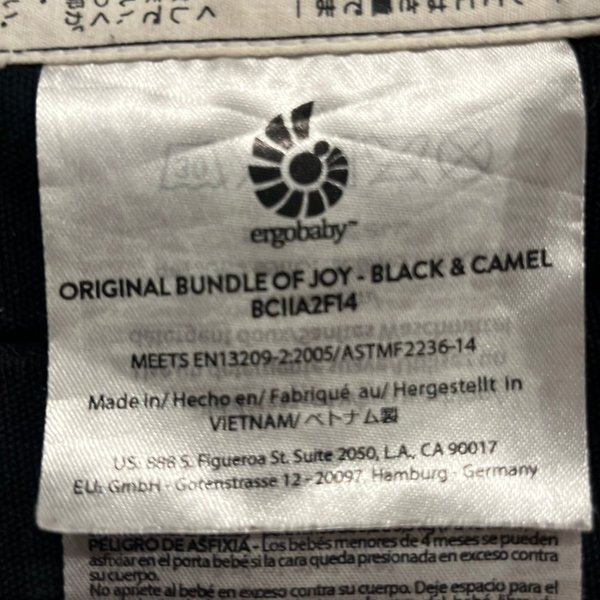 ergobaby™
ORIGINAL BUNDLE OF JOY - BLACK & CAMEL
BCIIA2F14
MEETS EN13209-2:2005/ASTMF2236-14
Made in/ Hecho en/ Fabriqué au/ Hergestellt in
VIETNAM/ベトナム製
US: 888 S. Figueroa St. Suite 2050, L.A., CA 90017
EU: GmbH - Gotenstrasse 12 - 20097 Hamburg - Germany
PELIGRO DE ASFIXIA - Los bebés menores de 4 meses se pueden
asfixiar en el porta bebé si la cara queda presionada en exceso contra
su cuerpo.
No apriete al bebé en exceso contra su cuerpo. Deje espacio para el